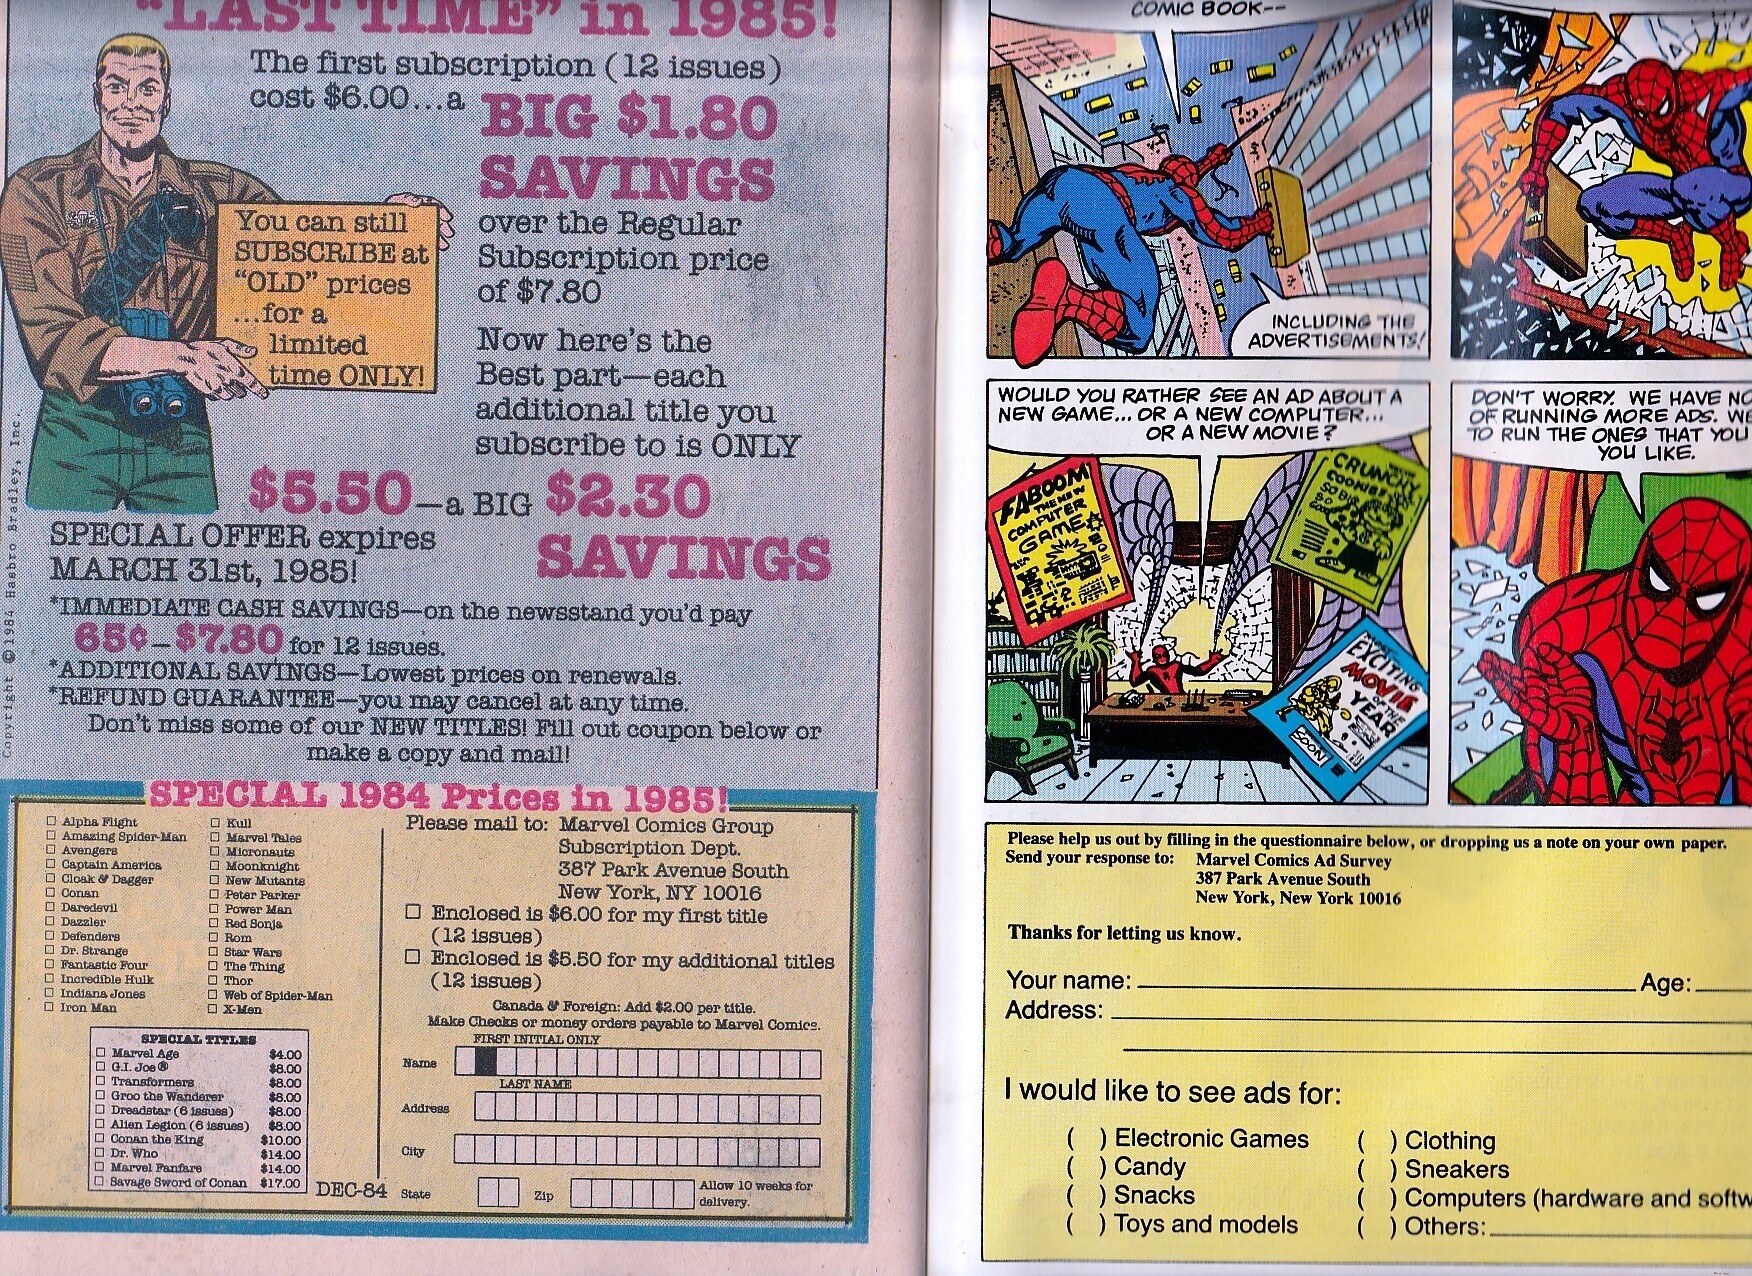 "LAST TIME" in 1985!
The first subscription (12 issues)
cost $6.00...a BIG $1.80
SAVINGS
over the Regular
Subscription price
of $7.80
You can still
SUBSCRIBE at
"OLD" prices
...for a
limited
time ONLY!
Now here's the
Best part—each
additional title you
subscribe to is ONLY
$5.50—a BIG $2.30
SAVINGS
SPECIAL OFFER expires
MARCH 31st, 1985!
*IMMEDIATE CASH SAVINGS—on the newsstand you'd pay
65¢–$7.80 for 12 issues.
*ADDITIONAL SAVINGS—Lowest prices on renewals.
*REFUND GUARANTEE—you may cancel at any time.
Don't miss some of our NEW TITLES! Fill out coupon below or
make a copy and mail!
Copyright © 1984 Hasbro Bradley, Inc.
SPECIAL 1984 Prices in 1985!
Alpha Flight
Amazing Spider-Man
Avengers
Captain America
Cloak & Dagger
Conan
Daredevil
Dazzler
Defenders
Dr. Strange
Fantastic Four
Incredible Hulk
Indiana Jones
Iron Man
Kull
Marvel Tales
Micronauts
Moonknight
New Mutants
Peter Parker
Power Man
Red Sonja
Rom
Star Wars
The Thing
Thor
Web of Spider-Man
X-Men
SPECIAL TITLES
Marvel Age $4.00
G.I. Joe® $8.00
Transformers $8.00
Groo the Wanderer $8.00
Dreadstar (6 issues) $8.00
Alien Legion (6 issues) $8.00
Conan the King $10.00
Dr. Who $14.00
Marvel Fanfare $14.00
Savage Sword of Conan $17.00
DEC-84
Please mail to: Marvel Comics Group
Subscription Dept.
387 Park Avenue South
New York, NY 10016
Enclosed is $6.00 for my first title
(12 issues)
Enclosed is $5.50 for my additional titles
(12 issues)
Canada & Foreign: Add $2.00 per title.
Make Checks or money orders payable to Marvel Comics.
FIRST INITIAL ONLY
Name
LAST NAME
Address
City
State Zip Allow 10 weeks for
delivery.
COMIC BOOK--
INCLUDING THE
ADVERTISEMENTS!
WOULD YOU RATHER SEE AN AD ABOUT A
NEW GAME... OR A NEW COMPUTER...
OR A NEW MOVIE?
FABOOM
THE NEW
COMPUTER
GAME
CRUNCHY
COOKIES
SO BIG
SO GOOD
MOST
EXCITING
MOVIE
OF THE
YEAR
SOON
DON'T WORRY. WE HAVE NO
OF RUNNING MORE ADS. WE
TO RUN THE ONES THAT YOU
YOU LIKE.
Please help us out by filling in the questionnaire below, or dropping us a note on your own paper.
Send your response to: Marvel Comics Ad Survey
387 Park Avenue South
New York, New York 10016
Thanks for letting us know.
Your name: Age:
Address:
I would like to see ads for:
( ) Electronic Games
( ) Candy
( ) Snacks
( ) Toys and models
( ) Clothing
( ) Sneakers
( ) Computers (hardware and softw
( ) Others: